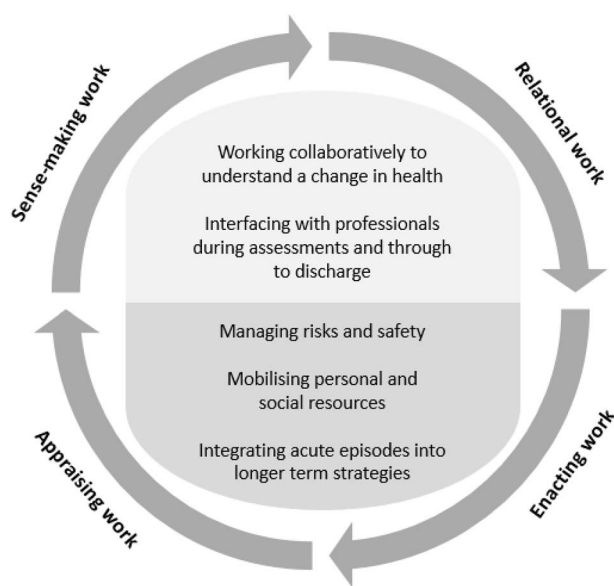 Sense-making work
Relational work
Working collaboratively to
understand a change in health
Interfacing with professionals
during assessments and through
to discharge
Managing risks and safety
Mobilising personal and
social resources
Integrating acute episodes into
longer term strategies
Appraising work
Enacting work